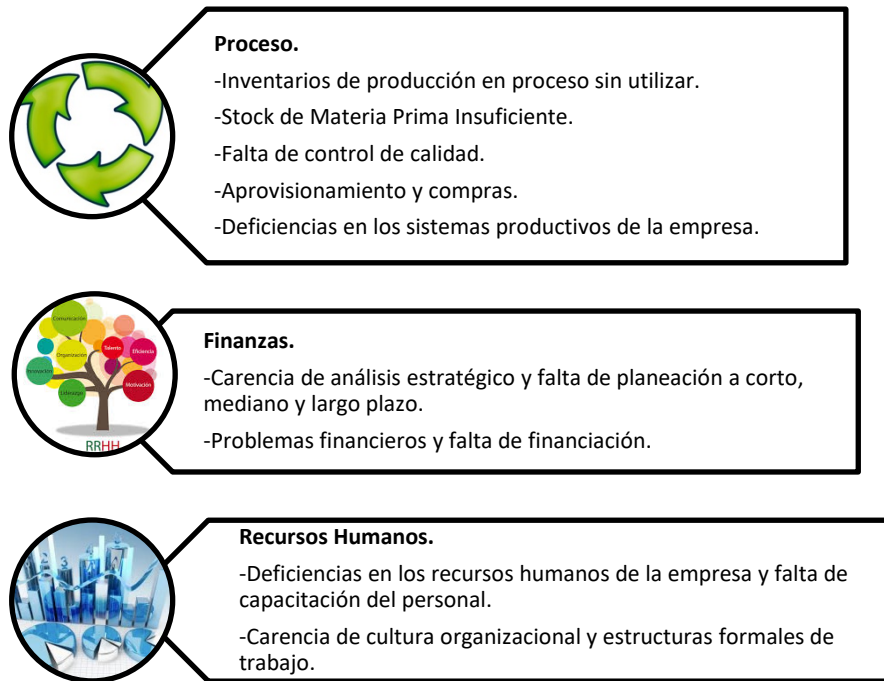 Proceso.
-Inventarios de producción en proceso sin utilizar.
-Stock de Materia Prima Insuficiente.
-Falta de control de calidad.
-Aprovisionamiento y compras.
-Deficiencias en los sistemas productivos de la empresa.
Comunicación
Organización
Talento
Eficiencia
Innovación
Motivación
Liderazgo
RRHH
Finanzas.
-Carencia de análisis estratégico y falta de planeación a corto,
mediano y largo plazo.
-Problemas financieros y falta de financiación.
Recursos Humanos.
-Deficiencias en los recursos humanos de la empresa y falta de
capacitación del personal.
-Carencia de cultura organizacional y estructuras formales de
trabajo.